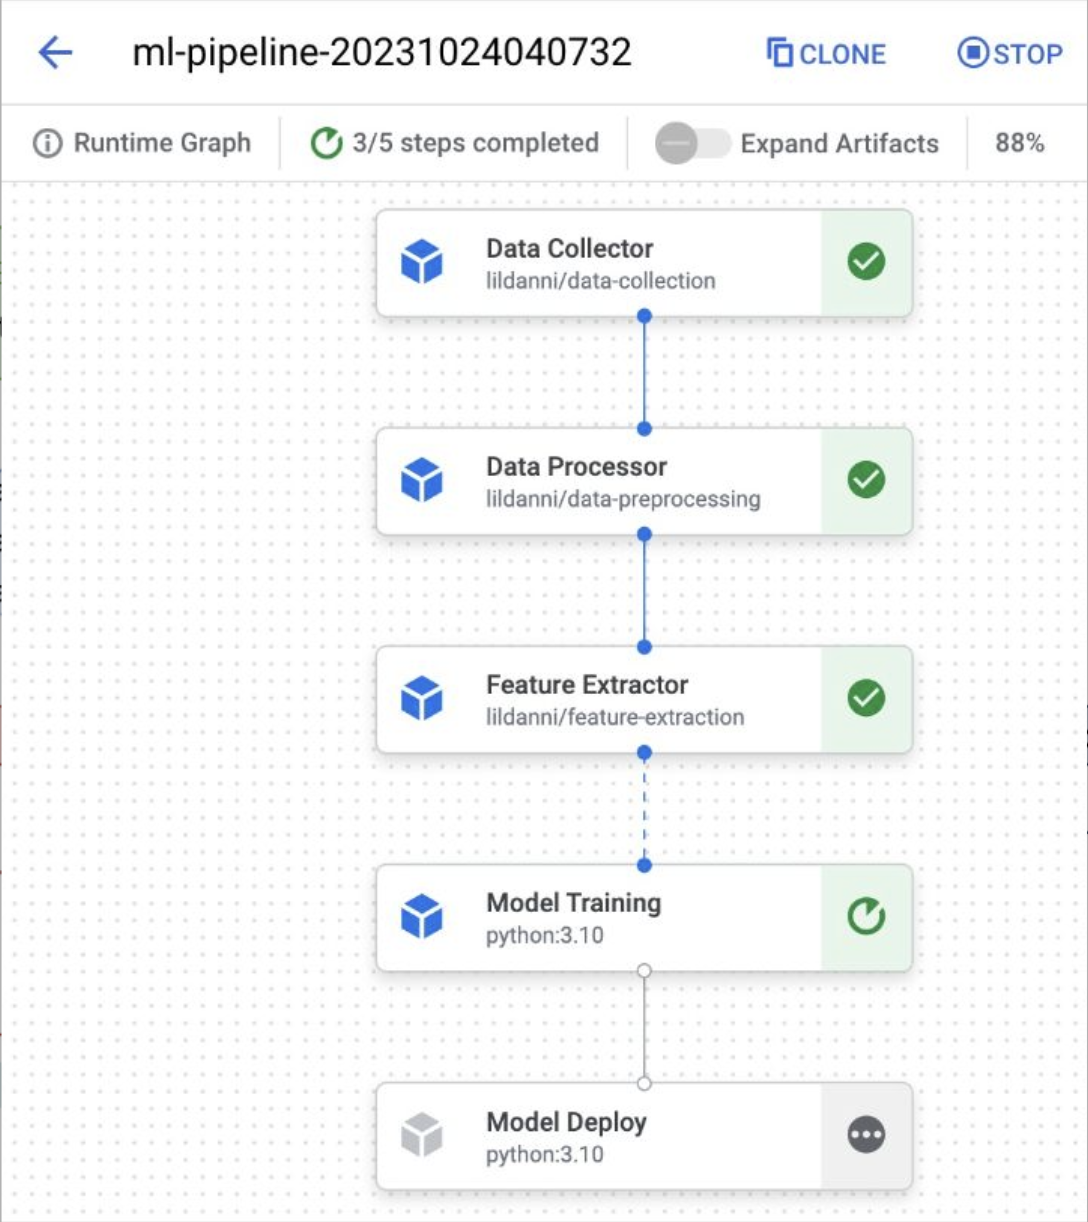 ml-pipeline-20231024040732
CLONE
STOP
Runtime Graph
3/5 steps completed
Expand Artifacts
88%
Data Collector
lildanni/data-collection
Data Processor
lildanni/data-preprocessing
Feature Extractor
lildanni/feature-extraction
Model Training
python:3.10
Model Deploy
python:3.10